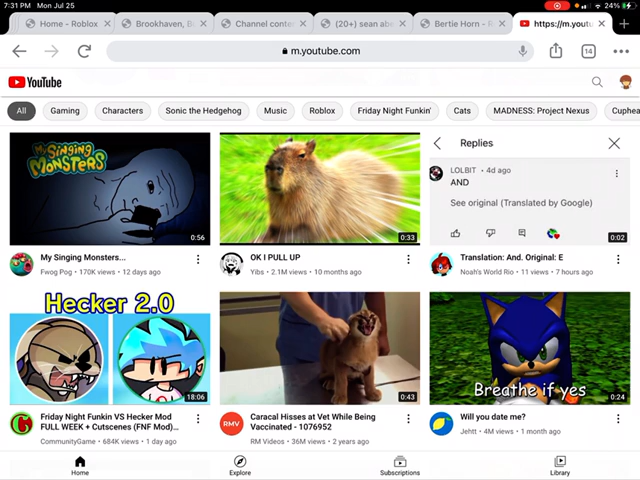 7:31 PM Mon Jul 25
24%
Home - Roblox
Brookhaven, B
Channel conte
(20+) sean abe
Bertie Horn - R
https://m.youtu
m.youtube.com
14
YouTube
All
Gaming
Characters
Sonic the Hedgehog
Music
Roblox
Friday Night Funkin'
Cats
MADNESS: Project Nexus
Cuphea
My Singing
Monsters
0:56
0:33
Replies
LOLBIT • 4d ago
AND
See original (Translated by Google)
0:02
My Singing Monsters...
Fwog Pog • 170K views • 12 days ago
OK I PULL UP
Yibs • 2.1M views • 10 months ago
Translation: And. Original: E
Noah's World Rio • 11 views • 7 hours ago
Hecker 2.0
18:06
0:43
Breathe if yes
0:24
Friday Night Funkin VS Hecker Mod
FULL WEEK + Cutscenes (FNF Mod)...
CommunityGame • 684K views • 1 day ago
RMV
Caracal Hisses at Vet While Being
Vaccinated - 1076952
RM Videos • 36M views • 2 years ago
Will you date me?
Jehtt • 4M views • 1 month ago
Home
Explore
Subscriptions
Library